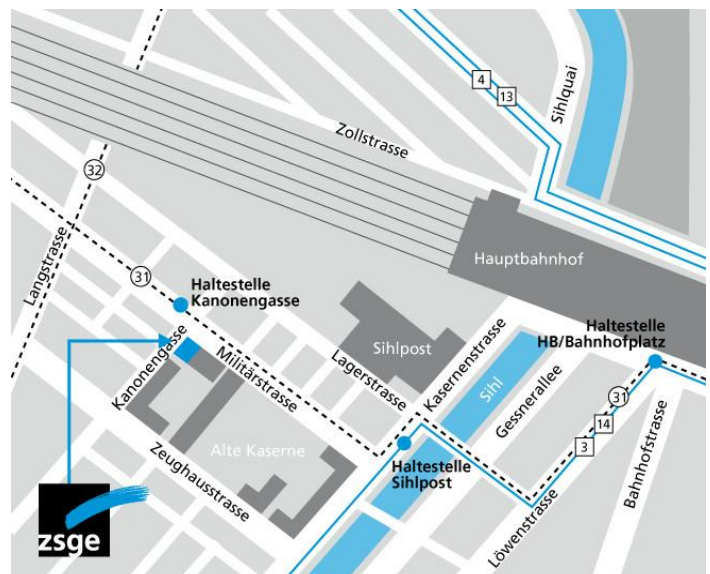 4
13
Sihlquai
Zollstrasse
32
Hauptbahnhof
Langstrasse
31
Haltestelle
Kanonengasse
Haltestelle
HB/Bahnhofplatz
Sihlpost
Kanonengasse
Militärstrasse
Lagerstrasse
Kasernenstrasse
Sihl
Gessnerallee
31
14
3
Bahnhofstrasse
Alte Kaserne
Haltestelle
Sihlpost
Zeughausstrasse
Löwenstrasse
zsge